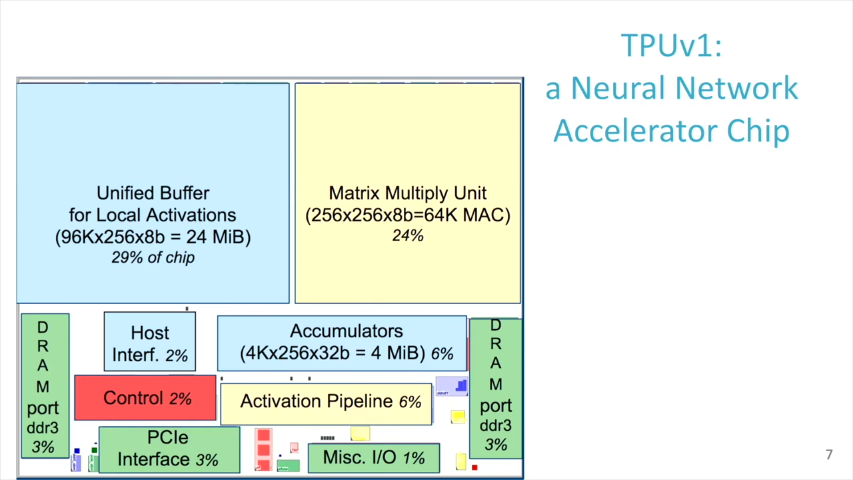 TPUv1:
a Neural Network
Accelerator Chip
Unified Buffer
for Local Activations
(96Kx256x8b = 24 MiB)
29% of chip
Matrix Multiply Unit
(256x256x8b=64K MAC)
24%
D
R
A
M
port
ddr3
3%
Host
Interf. 2%
Accumulators
(4Kx256x32b = 4 MiB) 6%
D
R
A
M
port
ddr3
3%
Control 2%
Activation Pipeline 6%
PCIe
Interface 3%
Misc. I/O 1%
7